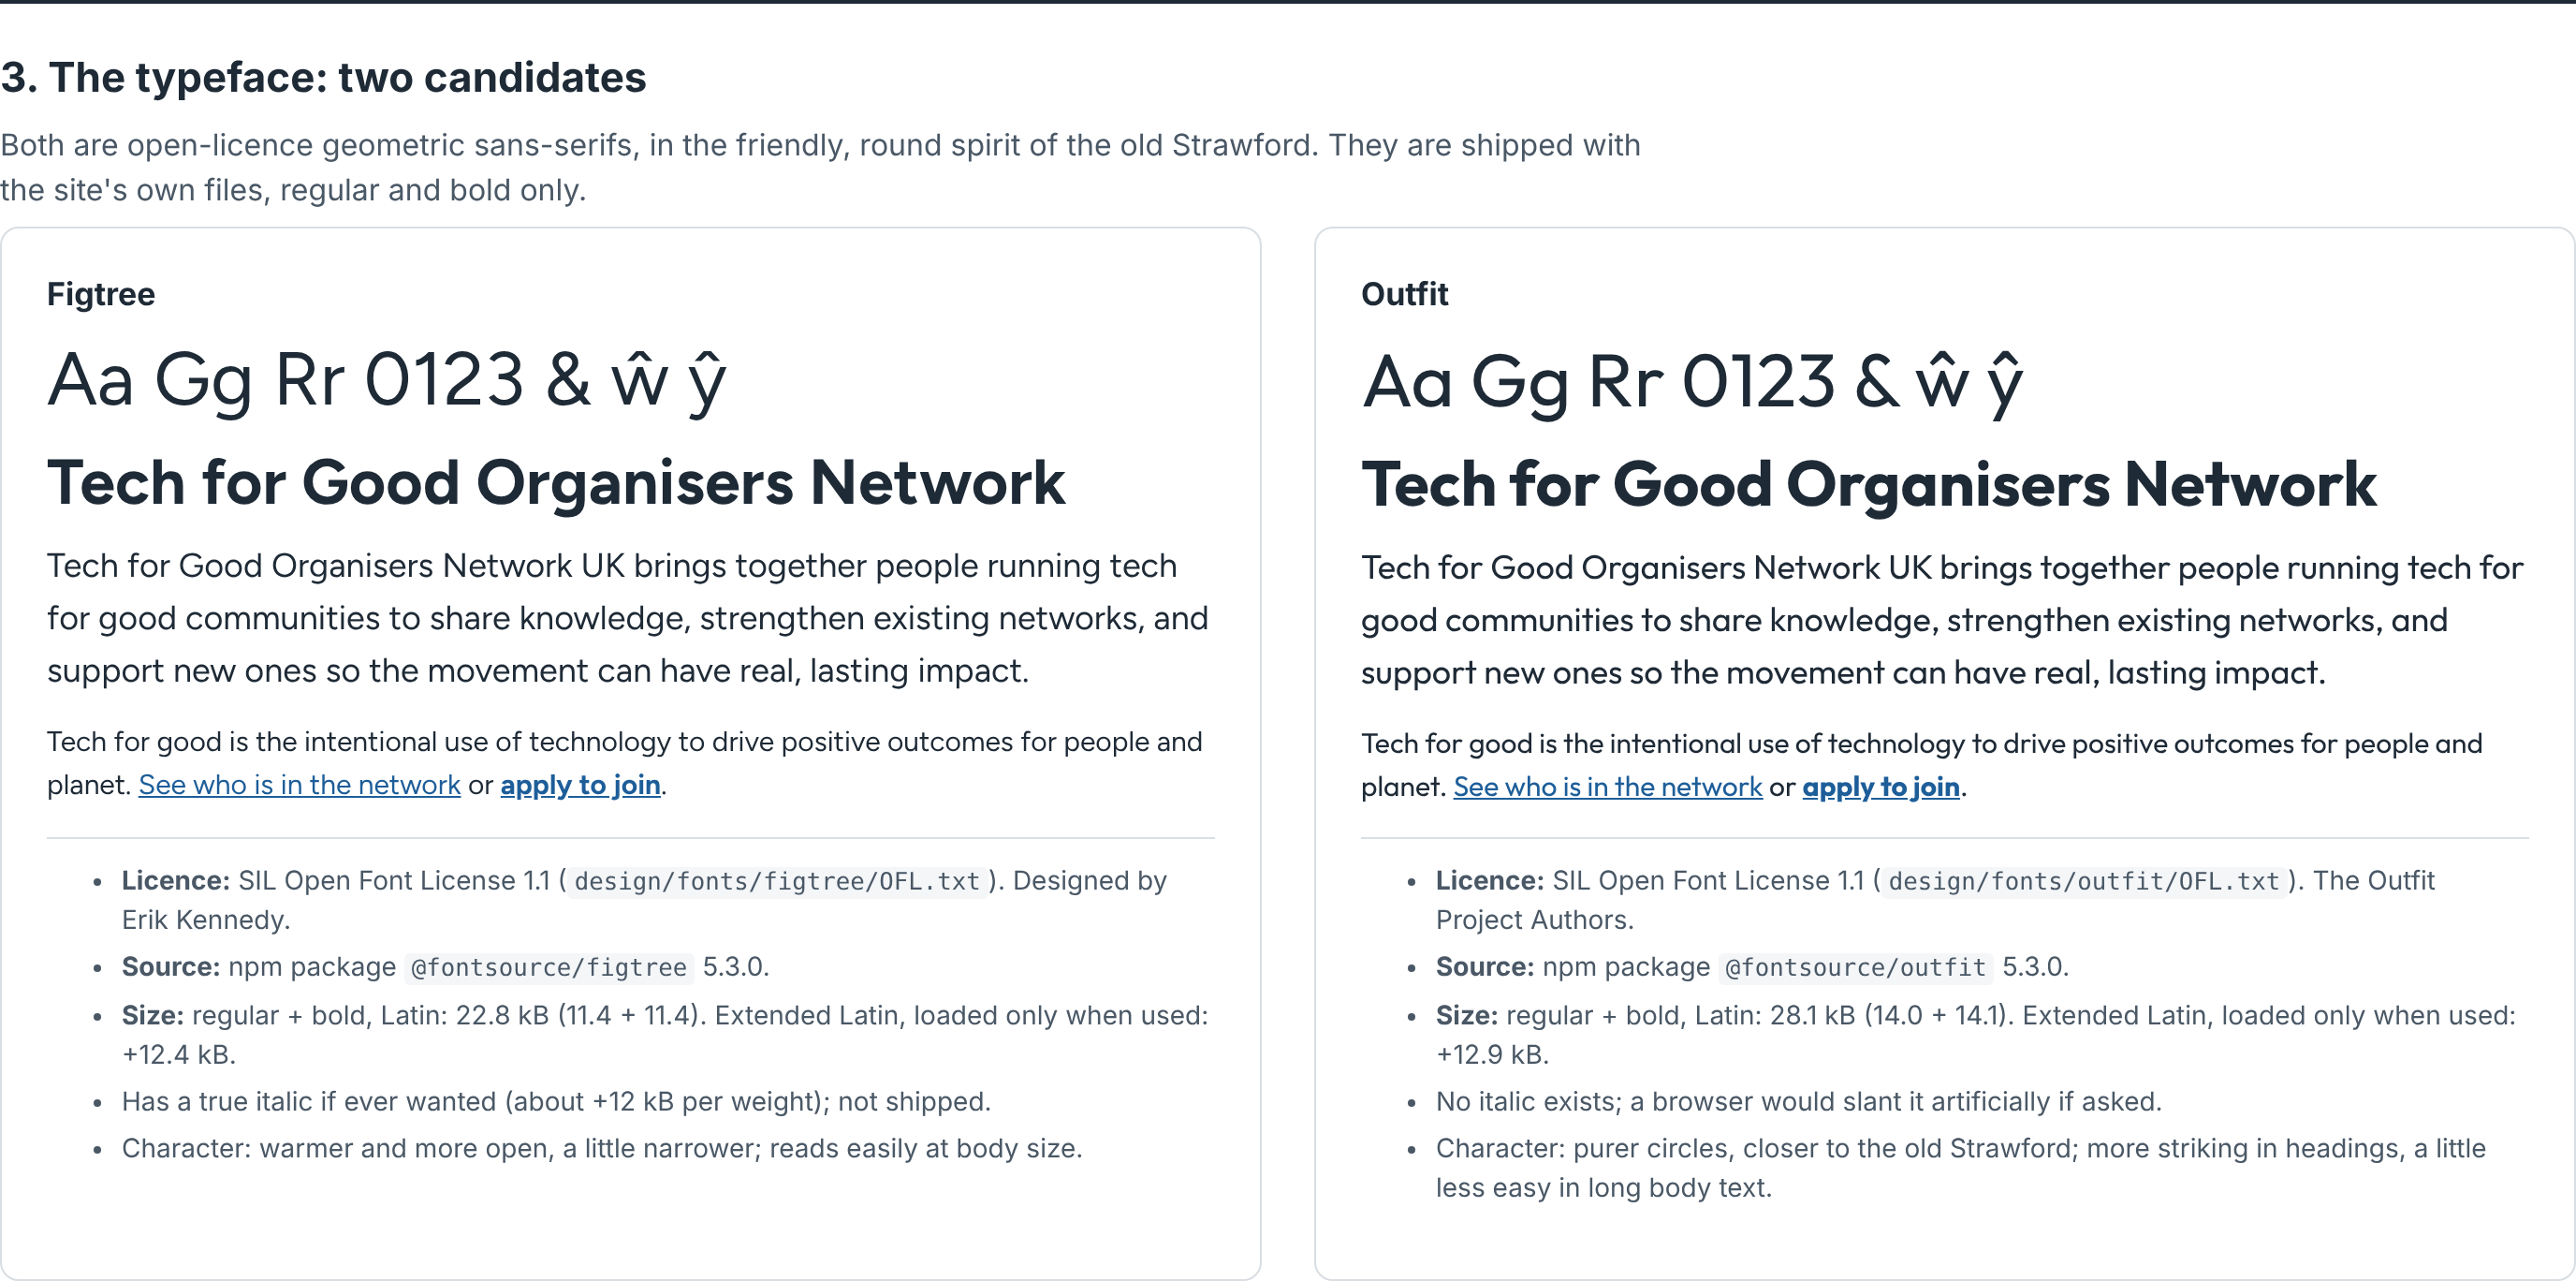 3. The typeface: two candidates
Both are open-licence geometric sans-serifs, in the friendly, round spirit of the old Strawford. They are shipped with
the site's own files, regular and bold only.
Figtree
Aa Gg Rr 0123 & ŵ ŷ
Tech for Good Organisers Network
Tech for Good Organisers Network UK brings together people running tech
for good communities to share knowledge, strengthen existing networks, and
support new ones so the movement can have real, lasting impact.
Tech for good is the intentional use of technology to drive positive outcomes for people and
planet. See who is in the network or apply to join.
• Licence: SIL Open Font License 1.1 (design/fonts/figtree/OFL.txt). Designed by
Erik Kennedy.
• Source: npm package @fontsource/figtree 5.3.0.
• Size: regular + bold, Latin: 22.8 kB (11.4 + 11.4). Extended Latin, loaded only when used:
+12.4 kB.
• Has a true italic if ever wanted (about +12 kB per weight); not shipped.
• Character: warmer and more open, a little narrower; reads easily at body size.
Outfit
Aa Gg Rr 0123 & ŵ ŷ
Tech for Good Organisers Network
Tech for Good Organisers Network UK brings together people running tech for
good communities to share knowledge, strengthen existing networks, and
support new ones so the movement can have real, lasting impact.
Tech for good is the intentional use of technology to drive positive outcomes for people and
planet. See who is in the network or apply to join.
• Licence: SIL Open Font License 1.1 (design/fonts/outfit/OFL.txt). The Outfit
Project Authors.
• Source: npm package @fontsource/outfit 5.3.0.
• Size: regular + bold, Latin: 28.1 kB (14.0 + 14.1). Extended Latin, loaded only when used:
+12.9 kB.
• No italic exists; a browser would slant it artificially if asked.
• Character: purer circles, closer to the old Strawford; more striking in headings, a little
less easy in long body text.